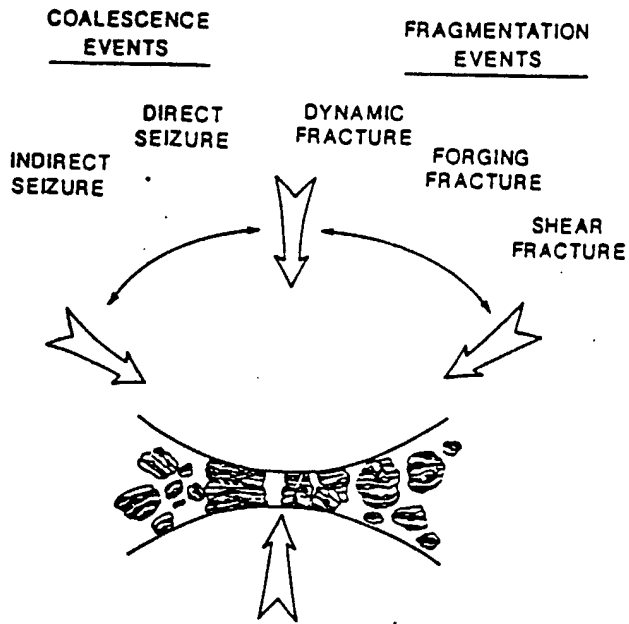 COALESCENCE
EVENTS
FRAGMENTATION
EVENTS
DIRECT
SEIZURE
DYNAMIC
FRACTURE
INDIRECT
SEIZURE
FORGING
FRACTURE
SHEAR
FRACTURE